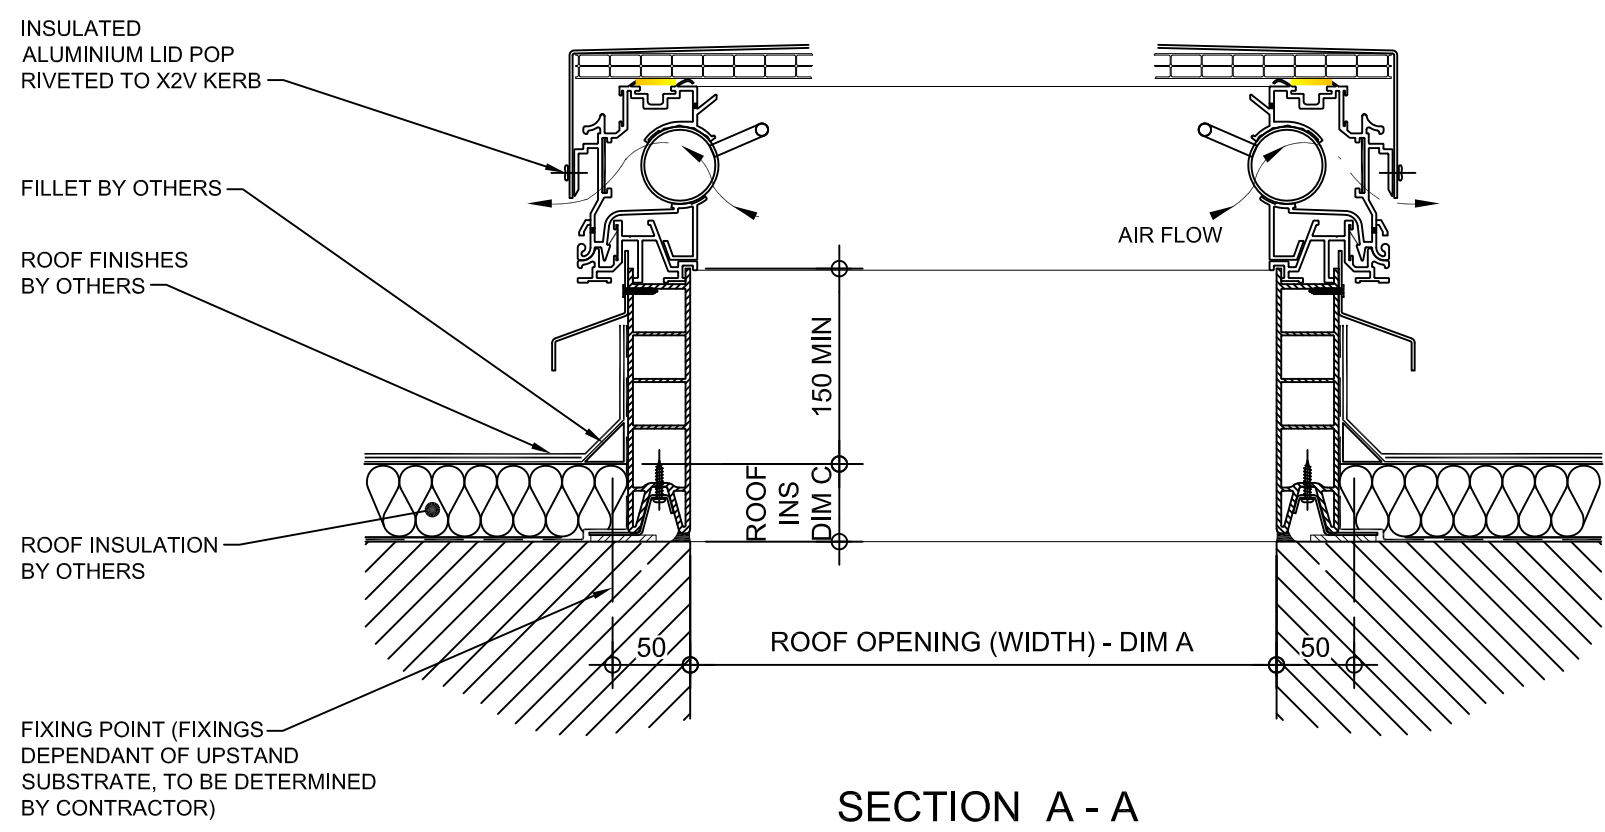 INSULATED
ALUMINIUM LID POP
RIVETED TO X2V KERB
FILLET BY OTHERS
ROOF FINISHES
BY OTHERS
AIR FLOW
150 MIN
ROOF
INS
DIM C
ROOF INSULATION
BY OTHERS
50
ROOF OPENING (WIDTH) - DIM A
50
FIXING POINT (FIXINGS
DEPENDANT OF UPSTAND
SUBSTRATE, TO BE DETERMINED
BY CONTRACTOR)
SECTION A - A